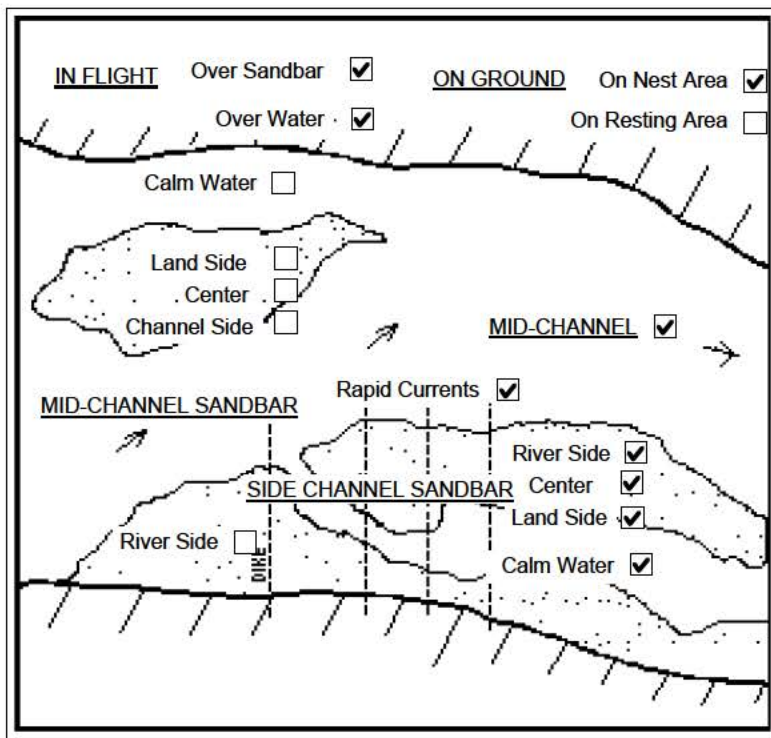 IN FLIGHT Over Sandbar ON GROUND On Nest Area
Over Water On Resting Area
Calm Water
Land Side
Center
Channel Side
MID-CHANNEL
Rapid Currents
MID-CHANNEL SANDBAR
River Side
SIDE CHANNEL SANDBAR Center
Land Side
River Side
DIKE
Calm Water